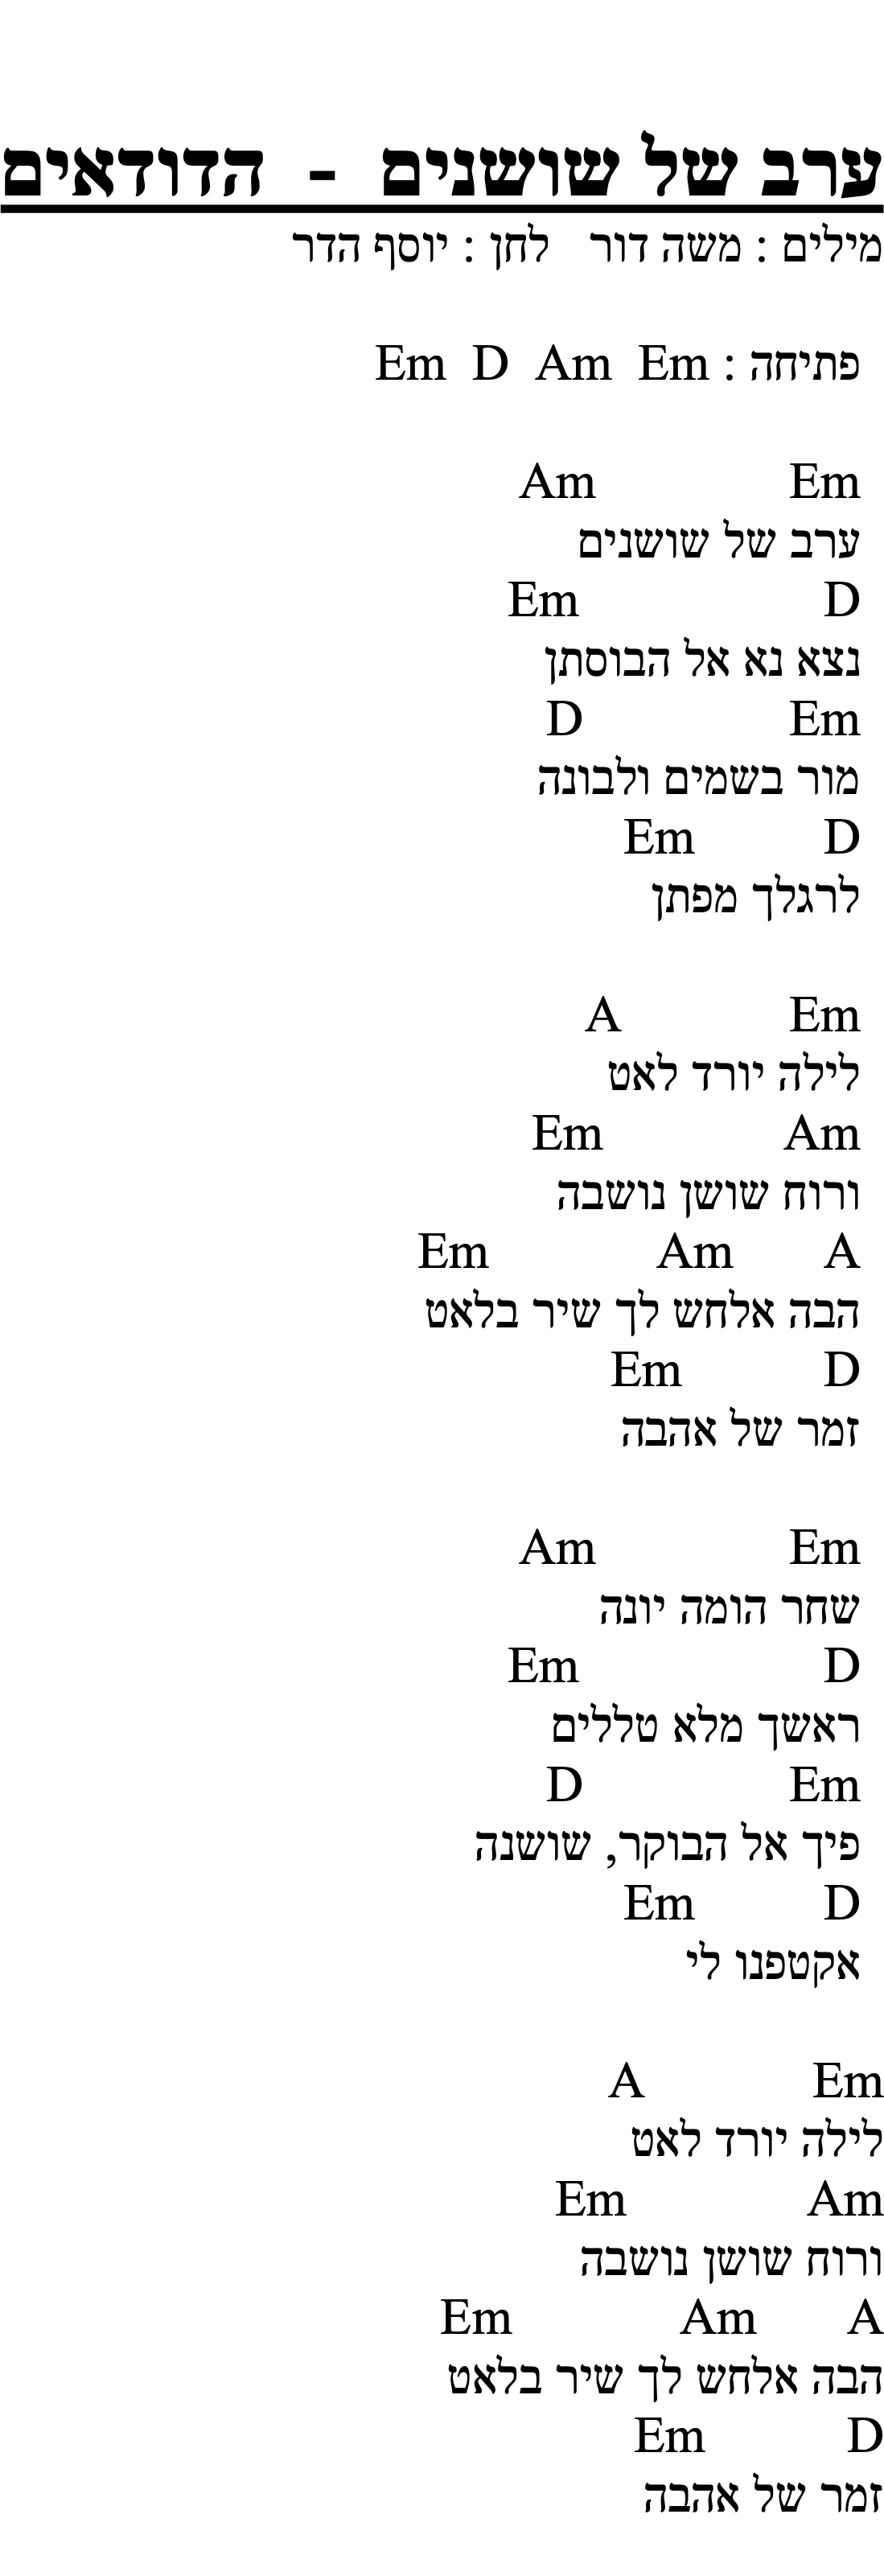 ערב של שושנים - הדודאים
מילים : משה דור לחן : יוסף הדר
פתיחה : Em Am D Em
Em Am
ערב של שושנים
D Em
נצא נא אל הבוסתן
Em D
מור בשמים ולבונה
D Em
לרגלך מפתן
Em A
לילה יורד לאט
Am Em
ורוח שושן נושבה
A Am Em
הבה אלחש לך שיר בלאט
D Em
זמר של אהבה
Em Am
שחר הומה יונה
D Em
ראשך מלא טללים
Em D
פיך אל הבוקר, שושנה
D Em
אקטפנו לי
Em A
לילה יורד לאט
Am Em
ורוח שושן נושבה
A Am Em
הבה אלחש לך שיר בלאט
D Em
זמר של אהבה